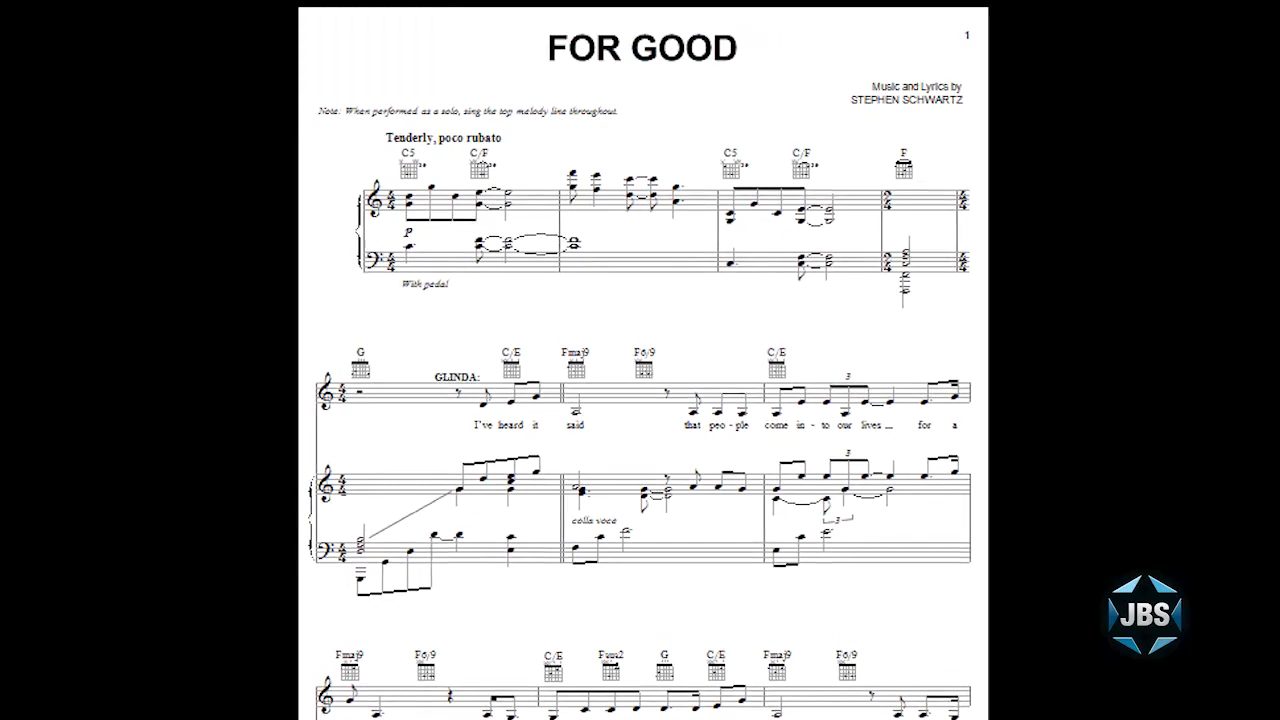 1
FOR GOOD
Music and Lyrics by
STEPHEN SCHWARTZ
Note: When performed as a solo, sing the top melody line throughout.
Tenderly, poco rubato
C5 C/F C5 C/F F
p
With pedal
G C/E Fmaj9 F6/9 C/E
GLINDA:
3
I've heard it said that peo - ple come in - to our lives for a
3
colla voce
3
JBS
Fmaj9 F6/9 C/E Fsus2 G C/E Fmaj9 F6/9